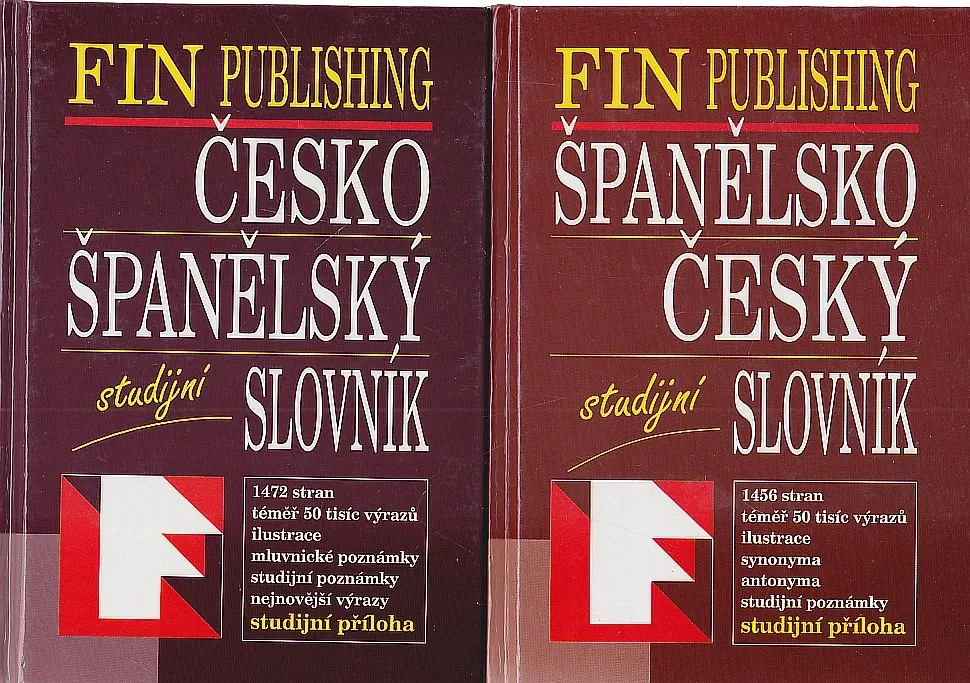 FIN PUBLISHING
ČESKO
ŠPANĚLSKÝ
studijní
SLOVNÍK
1472 stran
téměř 50 tisíc výrazů
ilustrace
mluvnické poznámky
studijní poznámky
nejnovější výrazy
studijní příloha
FIN PUBLISHING
ŠPANĚLSKO
ČESKÝ
studijní
SLOVNÍK
1456 stran
téměř 50 tisíc výrazů
ilustrace
synonyma
antonyma
studijní poznámky
studijní příloha